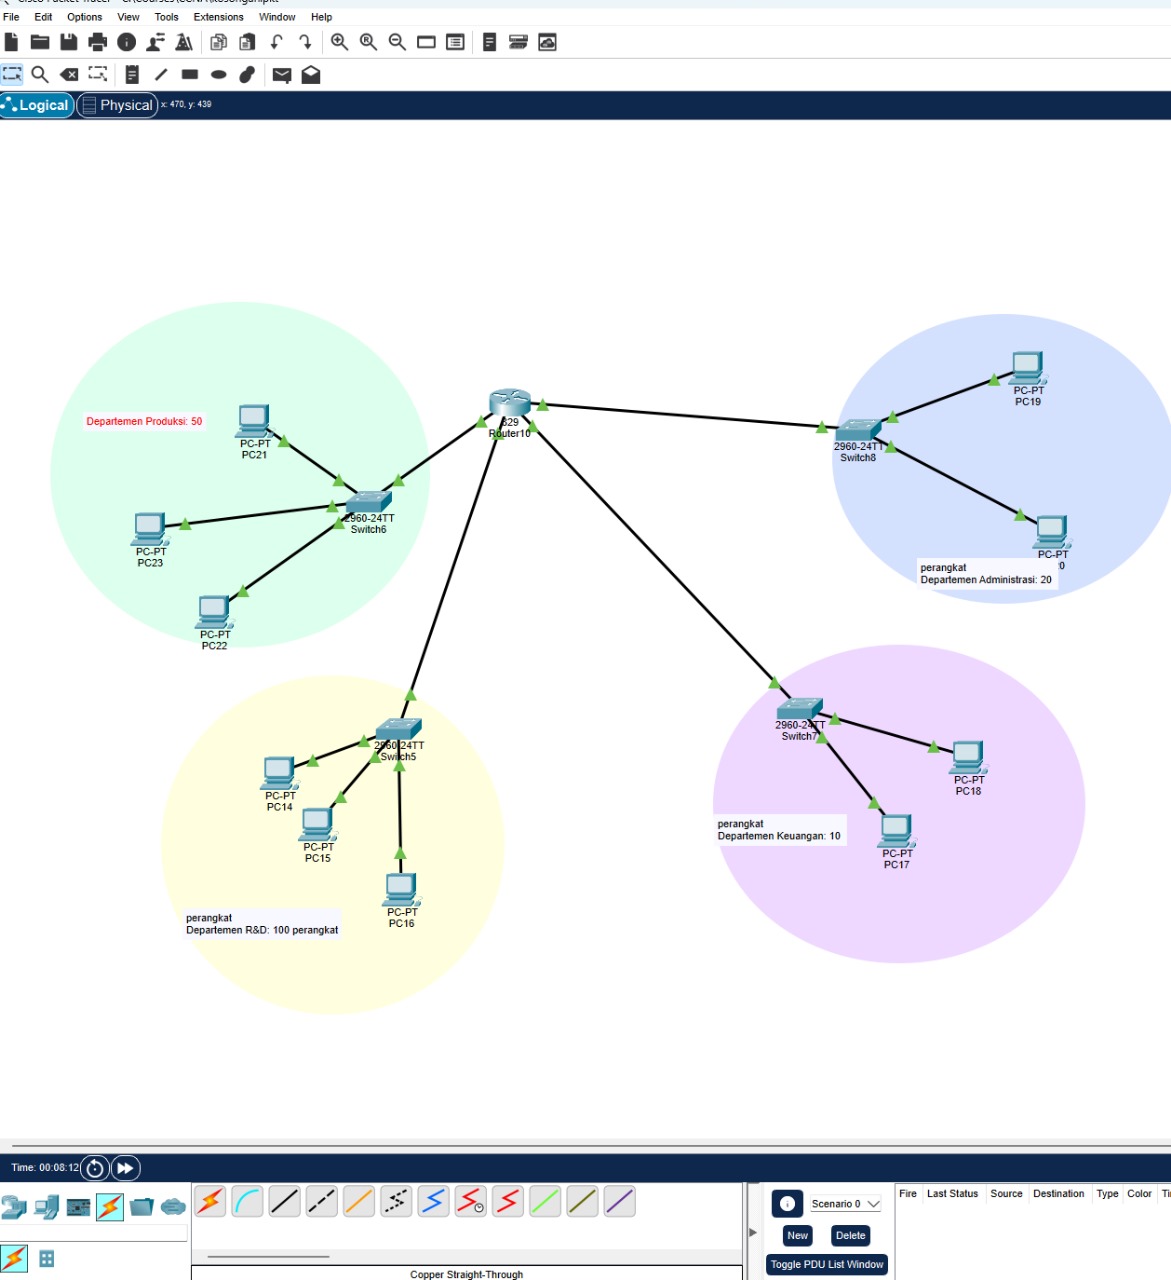 File Edit Options View Tools Extensions Window Help
Logical Physical x: 470, y: 439
Departemen Produksi: 50
PC-PT
PC21
PC-PT
PC23
PC-PT
PC22
2960-24TT
Switch6
829
Router10
2960-24TT
Switch8
PC-PT
PC19
PC-PT
perangkat
Departemen Administrasi: 20
2960-24TT
Switch5
PC-PT
PC14
PC-PT
PC15
PC-PT
PC16
perangkat
Departemen R&D: 100 perangkat
2960-24TT
Switch7
PC-PT
PC18
PC-PT
PC17
perangkat
Departemen Keuangan: 10
Time: 00:08:12
Scenario 0
New Delete
Toggle PDU List Window
Fire Last Status Source Destination Type Color
Copper Straight-Through